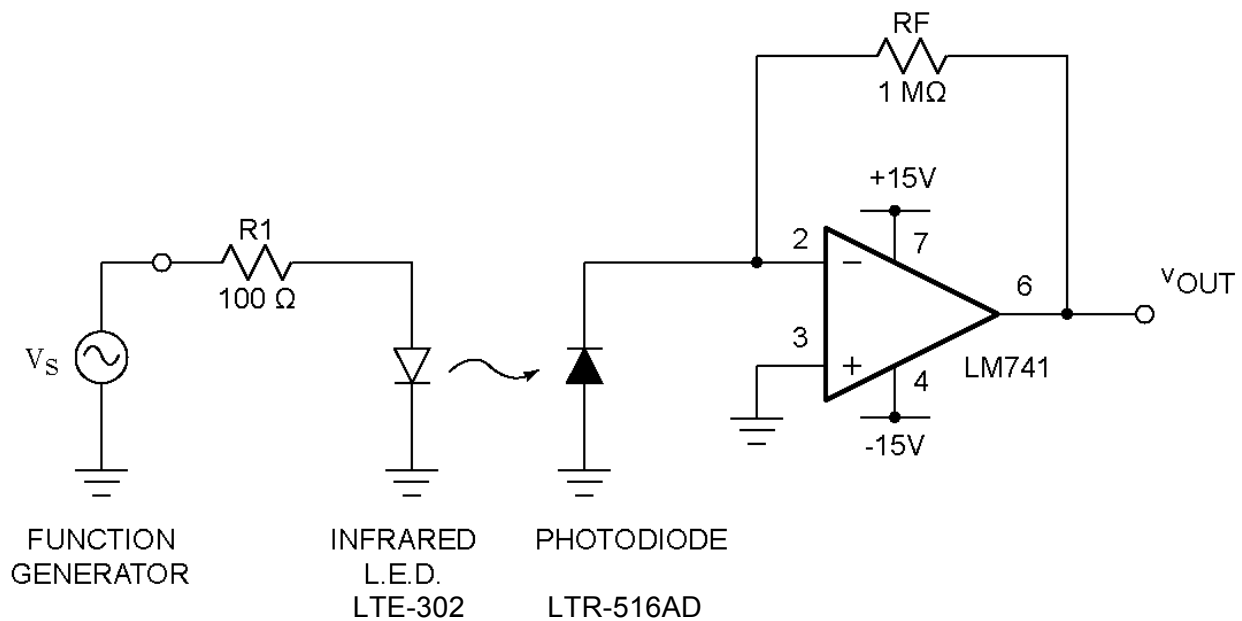 RF
1 MΩ
+15V
2
7
−
R1
100 Ω
6
vOUT
VS
3
+
4
LM741
-15V
FUNCTION
GENERATOR
INFRARED
L.E.D.
LTE-302
PHOTODIODE
LTR-516AD